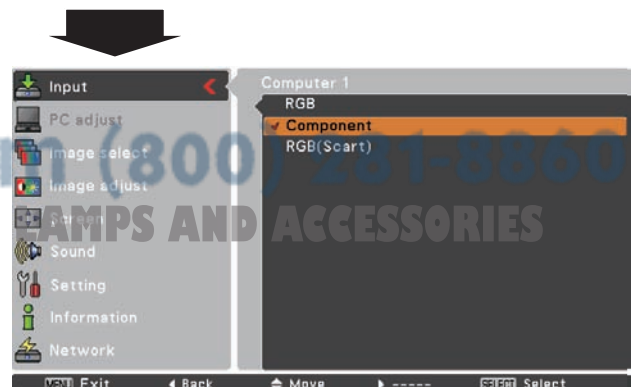 Input
Computer 1
RGB
Component
RGB(Scart)
PC adjust
Image select
Image adjust
Screen
Sound
Setting
Information
Network
m (800) 281-8860
LAMPS AND ACCESSORIES
MENU Exit
Back
Move
-----
SELECT Select